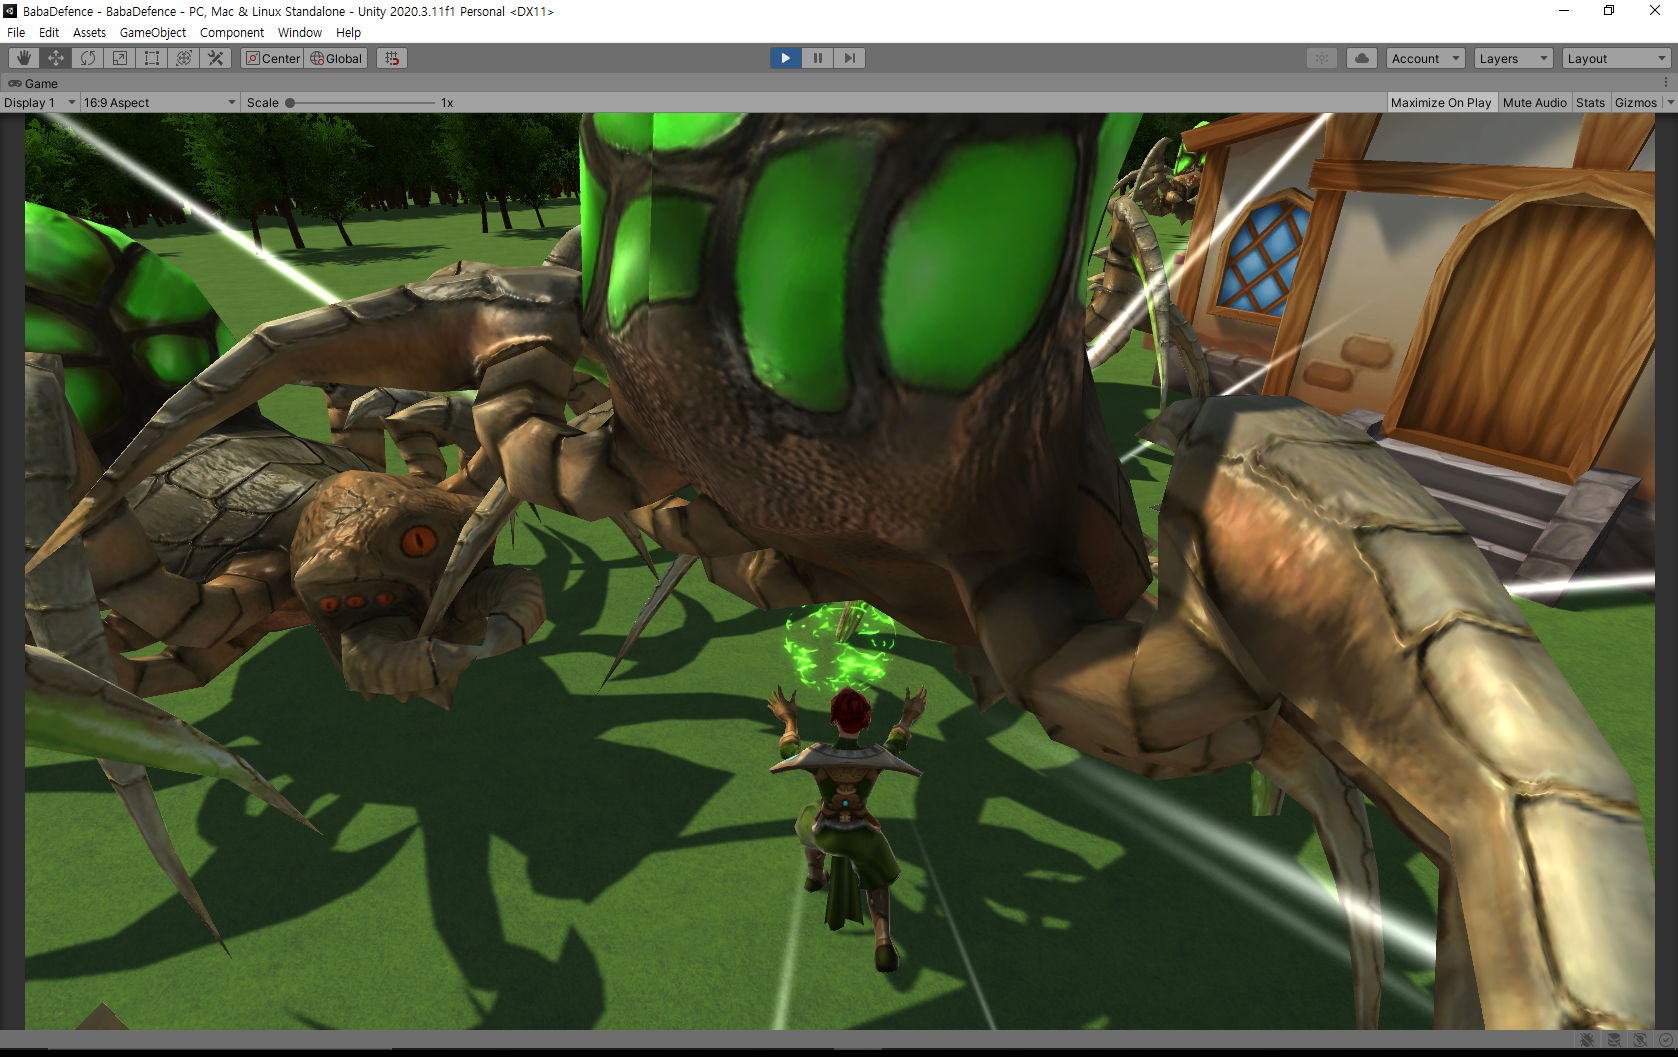 BabaDefence - BabaDefence - PC, Mac & Linux Standalone - Unity 2020.3.11f1 Personal <DX11>
File Edit Assets GameObject Component Window Help
Center Global Account Layers Layout
Game
Display 1 16:9 Aspect Scale 1x Maximize On Play Mute Audio Stats Gizmos